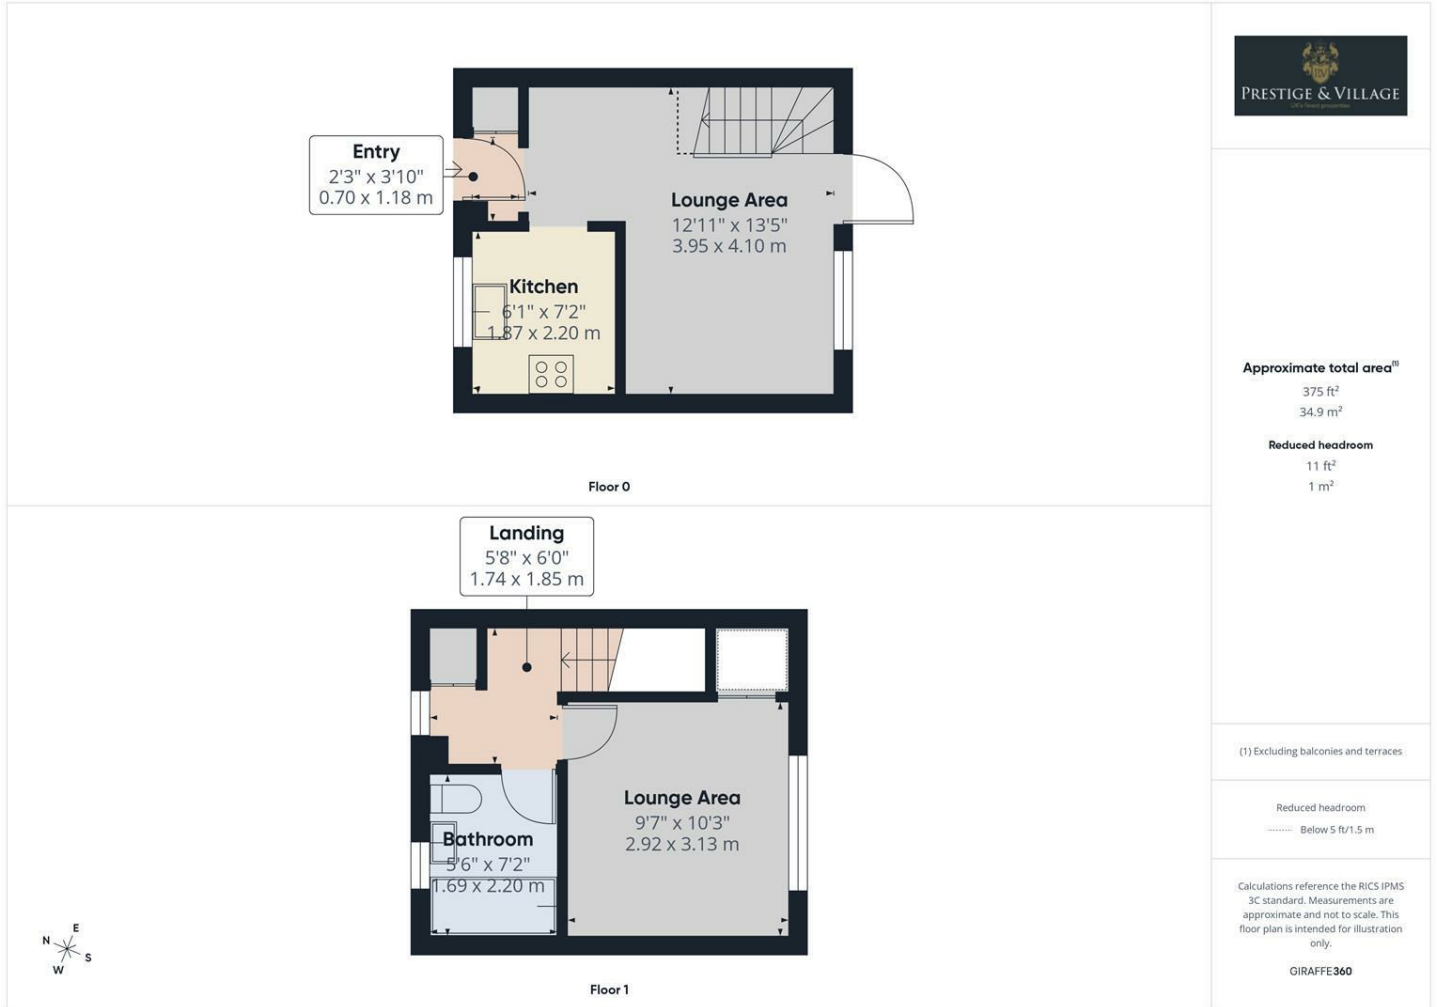 Entry
2'3" x 3'10"
0.70 x 1.18 m
Lounge Area
12'11" x 13'5"
3.95 x 4.10 m
Kitchen
6'1" x 7'2"
1.87 x 2.20 m
Floor 0
Landing
5'8" x 6'0"
1.74 x 1.85 m
Lounge Area
9'7" x 10'3"
2.92 x 3.13 m
Bathroom
5'6" x 7'2"
1.69 x 2.20 m
N
E
S
W
Floor 1
PRESTIGE & VILLAGE
Approximate total area(1)
375 ft²
34.9 m²
Reduced headroom
11 ft²
1 m²
(1) Excluding balconies and terraces
Reduced headroom
Below 5 ft/1.5 m
Calculations reference the RICS IPMS
3C standard. Measurements are
approximate and not to scale. This
floor plan is intended for illustration
only.
GIRAFFE360